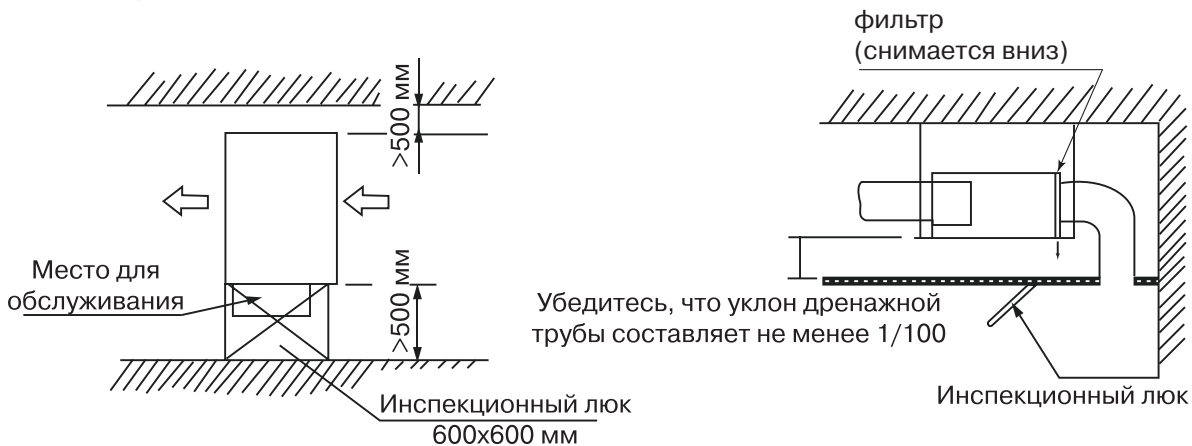 >500 мм
Место для
обслуживания
>500 мм
Инспекционный люк
600x600 мм
фильтр
(снимается вниз)
Убедитесь, что уклон дренажной
трубы составляет не менее 1/100
Инспекционный люк